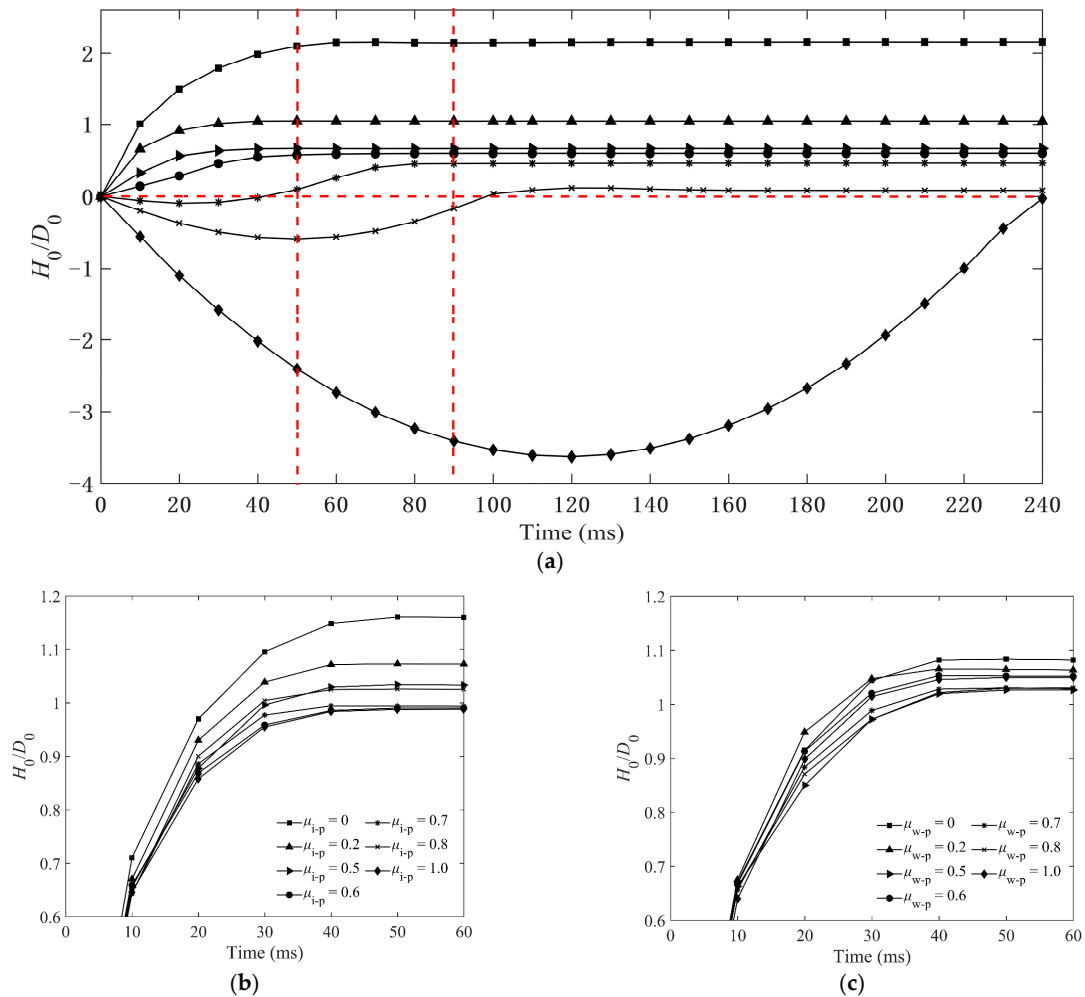 2
1
0
−1
−2
−3
−4
H0/D0
0 20 40 60 80 100 120 140 160 180 200 220 240
Time (ms)
(a)
1.2
1.1
1.0
0.9
0.8
0.7
0.6
H0/D0
μi-p = 0 μi-p = 0.7
μi-p = 0.2 μi-p = 0.8
μi-p = 0.5 μi-p = 1.0
μi-p = 0.6
0 10 20 30 40 50 60
Time (ms)
(b)
1.2
1.1
1.0
0.9
0.8
0.7
0.6
H0/D0
μw-p = 0 μw-p = 0.7
μw-p = 0.2 μw-p = 0.8
μw-p = 0.5 μw-p = 1.0
μw-p = 0.6
0 10 20 30 40 50 60
Time (ms)
(c)